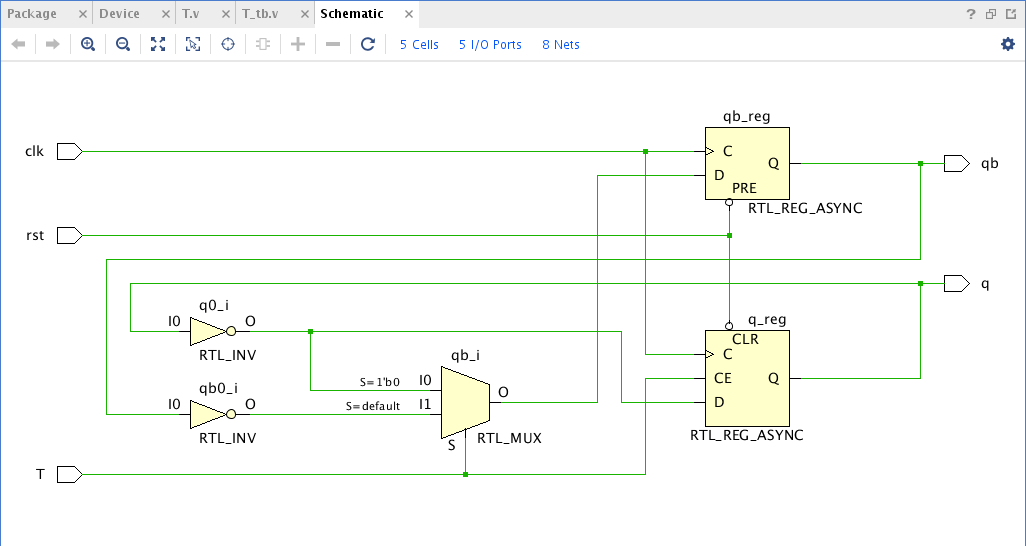 Package
Device
T.v
T_tb.v
Schematic
5 Cells 5 I/O Ports 8 Nets
qb_reg
clk
C
Q
qb
D
PRE
RTL_REG_ASYNC
rst
q
q0_i
q_reg
I0
O
CLR
RTL_INV
C
qb_i
CE
Q
S=1'b0
I0
qb0_i
D
O
I0
O
S=default
I1
RTL_INV
S
RTL_MUX
RTL_REG_ASYNC
T